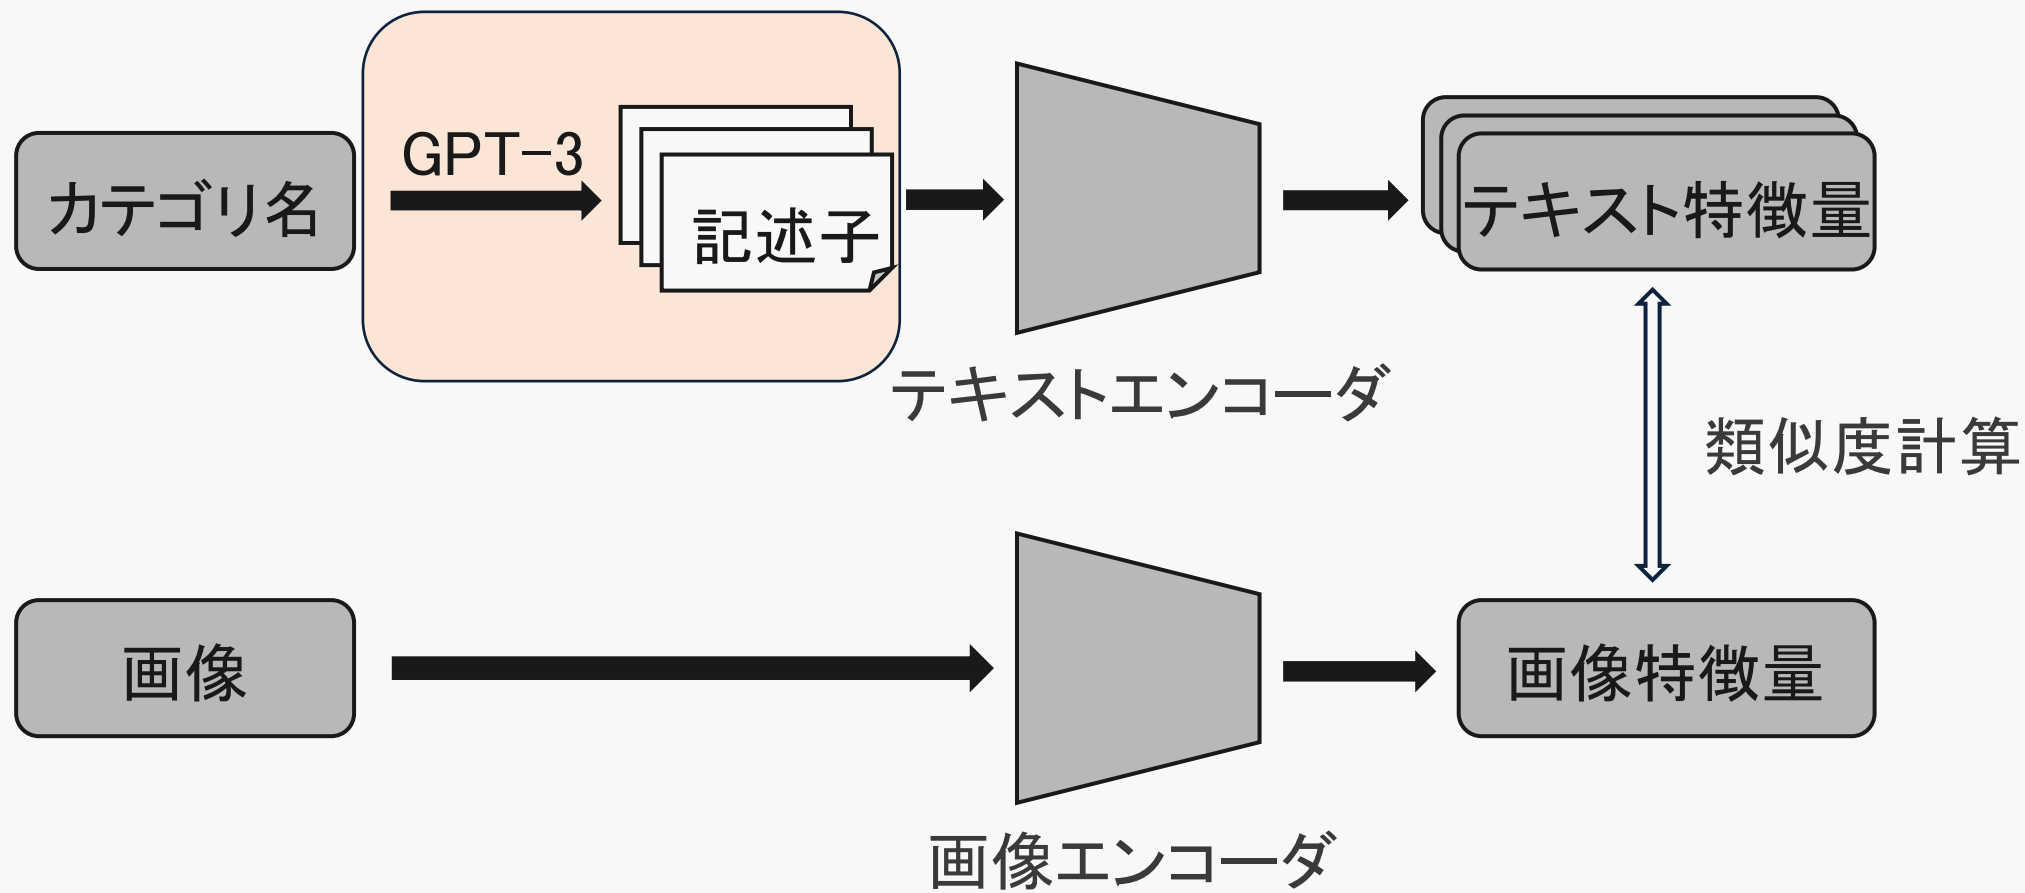 カテゴリ名
GPT-3
記述子
テキストエンコーダ
テキスト特徴量
類似度計算
画像
画像エンコーダ
画像特徴量